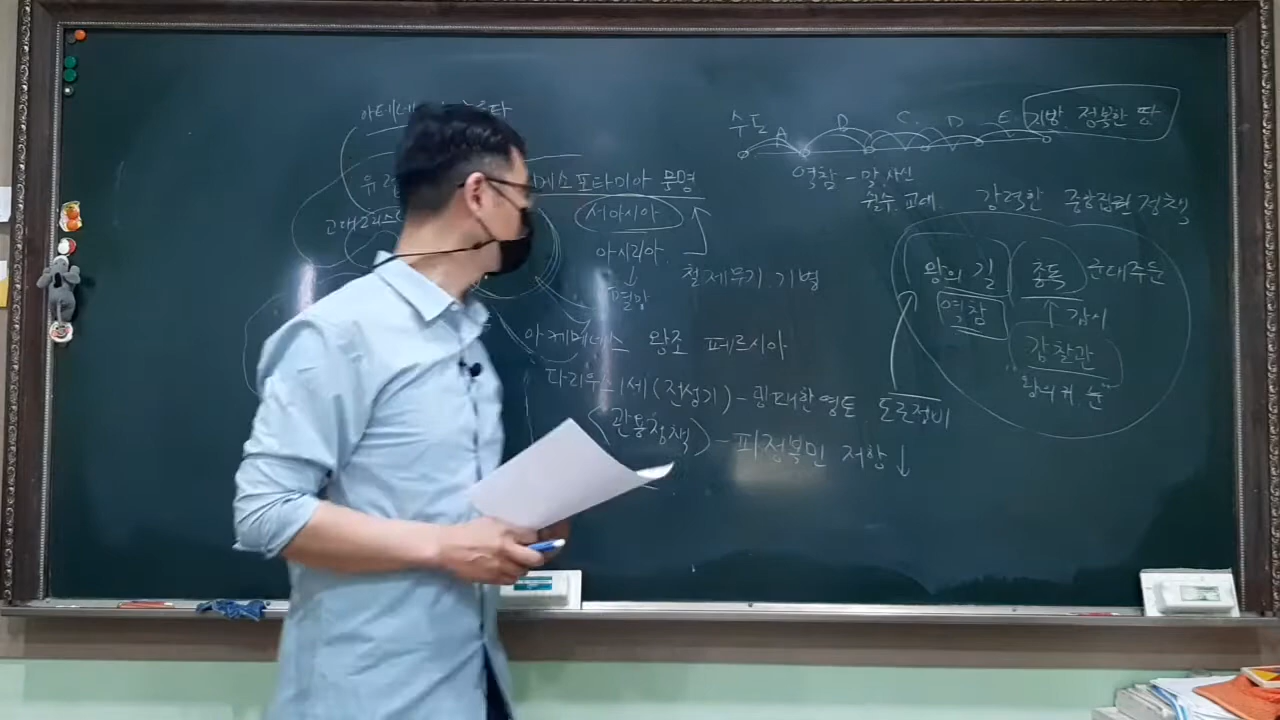 아테네
메소포타미아 문명
서아시아
아시리아
↓
멸망
철제무기. 기병
아케메네스 왕조 페르시아
다리우스1세 (전성기) - 광대한 영토 도로정비
(관용정책) - 피정복민 저항 ↓
수도 A B C D E 지방 정복한 땅
역참 - 말, 사신
교대.
강력한 중앙집권 정책
왕의 길 총독 군대주둔
역참 ↑ 감시
감찰관
"왕의 귀. 눈"